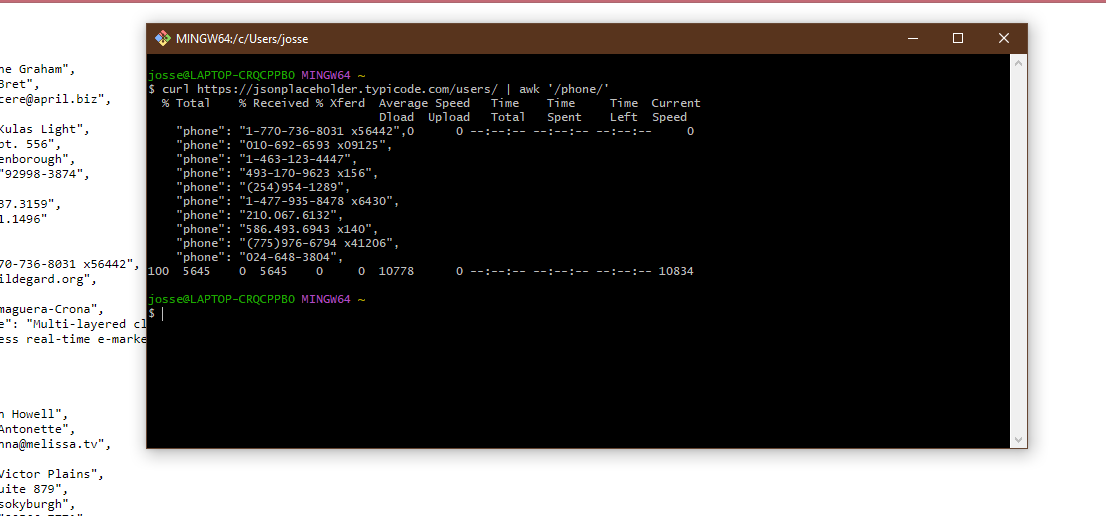 MINGW64:/c/Users/josse
josse@LAPTOP-CRQCPPBO MINGW64 ~
$ curl https://jsonplaceholder.typicode.com/users/ | awk '/phone/'
  % Total    % Received % Xferd  Average Speed   Time    Time     Time  Current
                                 Dload  Upload   Total   Spent    Left  Speed
    "phone": "1-770-736-8031 x56442",0      0 --:--:-- --:--:-- --:--:--     0
    "phone": "010-692-6593 x09125",
    "phone": "1-463-123-4447",
    "phone": "493-170-9623 x156",
    "phone": "(254)954-1289",
    "phone": "1-477-935-8478 x6430",
    "phone": "210.067.6132",
    "phone": "586.493.6943 x140",
    "phone": "(775)976-6794 x41206",
    "phone": "024-648-3804",
100  5645    0  5645    0     0  10778      0 --:--:-- --:--:-- --:--:-- 10834
josse@LAPTOP-CRQCPPBO MINGW64 ~
$
ne Graham",
Bret",
cere@april.biz",
Kulas Light",
pt. 556",
enborough",
"92998-3874",
37.3159",
1.1496"
70-736-8031 x56442",
ildegard.org",
maguera-Crona",
e": "Multi-layered cl
ess real-time e-marke
n Howell",
Antonette",
nna@melissa.tv",
Victor Plains",
uite 879",
sokyburgh",